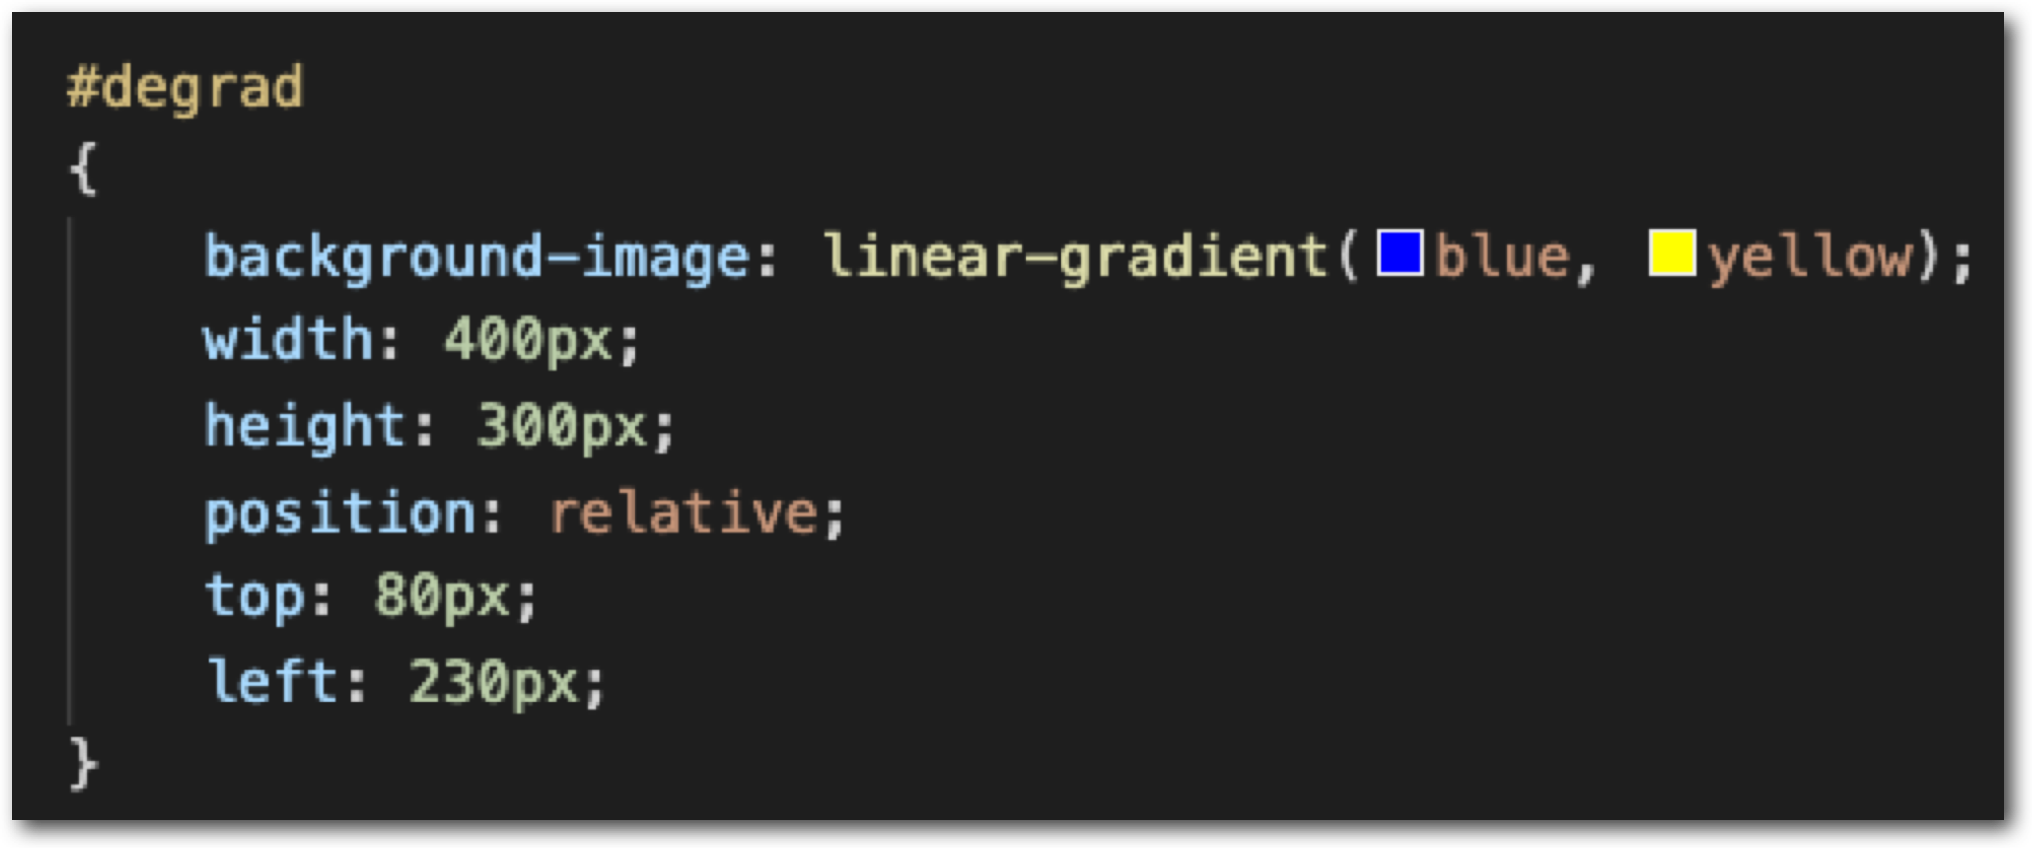 #degrad
{
background-image: linear-gradient(blue, yellow);
width: 400px;
height: 300px;
position: relative;
top: 80px;
left: 230px;
}